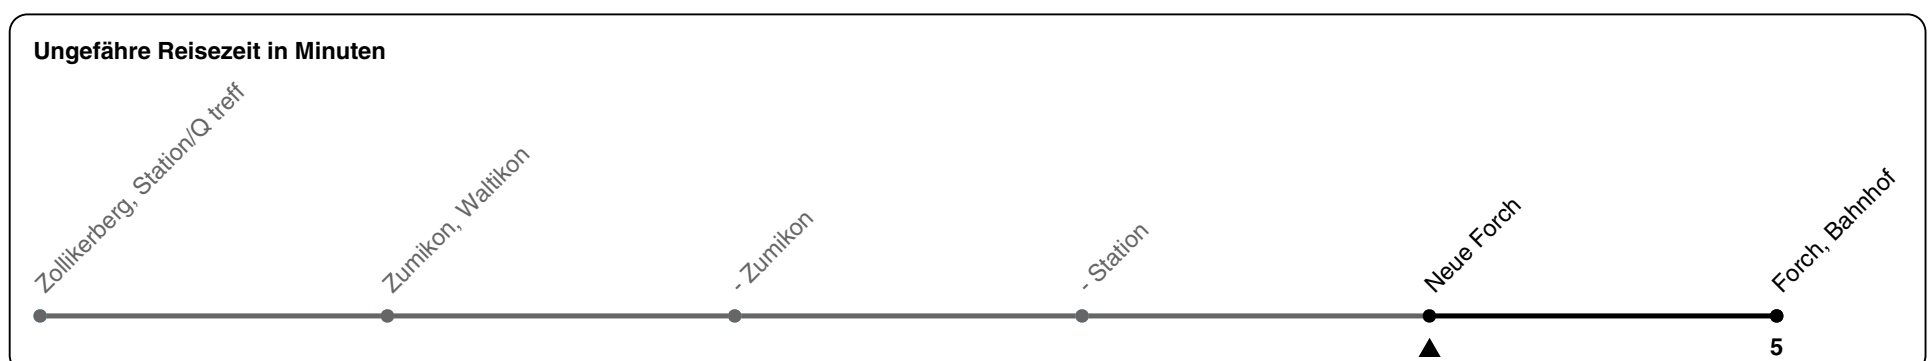 Ungefähre Reisezeit in Minuten
Zollikerberg, Station/Q treff
Zumikon, Waltikon
- Zumikon
- Station
Neue Forch
Forch, Bahnhof
5